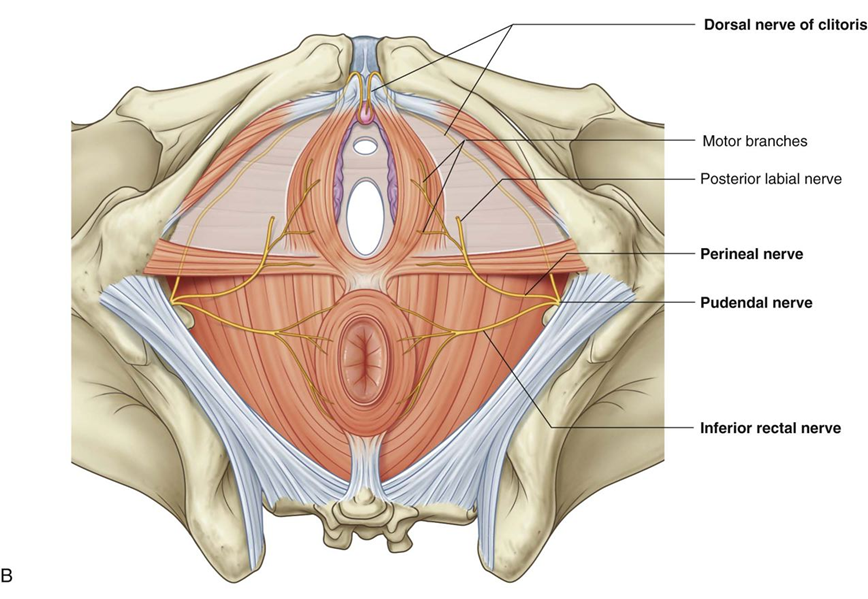 Dorsal nerve of clitoris
Motor branches
Posterior labial nerve
Perineal nerve
Pudendal nerve
Inferior rectal nerve
B